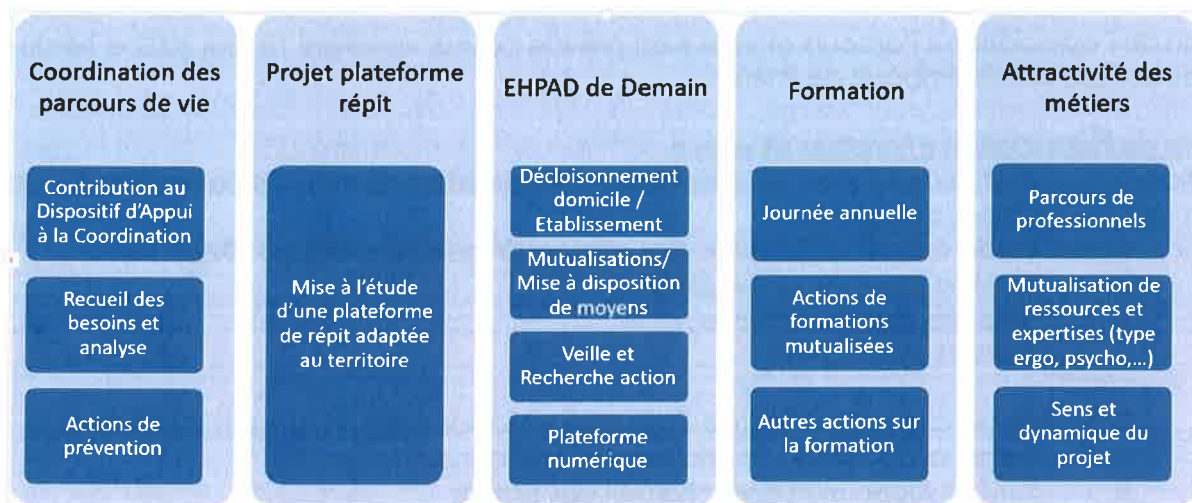 Coordination des
parcours de vie
Contribution au
Dispositif d'Appui
à la Coordination
Recueil des
besoins et
analyse
Actions de
prévention
Projet plateforme
répit
Mise à l'étude
d'une plateforme
de répit adaptée
au territoire
EHPAD de Demain
Décloisonnement
domicile /
Etablissement
Mutualisations/
Mise à disposition
de moyens
Veille et
Recherche action
Plateforme
numérique
Formation
Journée annuelle
Actions de
formations
mutualisées
Autres actions sur
la formation
Attractivité des
métiers
Parcours de
professionnels
Mutualisation de
ressources et
expertises (type
ergo, psycho,...)
Sens et
dynamique du
projet